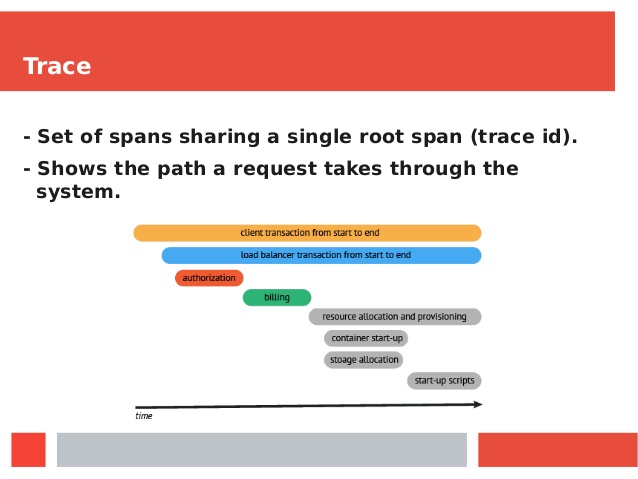 Trace
- Set of spans sharing a single root span (trace id).
- Shows the path a request takes through the
system.
client transaction from start to end
load balancer transaction from start to end
authorization
billing
resource allocation and provisioning
container start-up
stoage allocation
start-up scripts
time